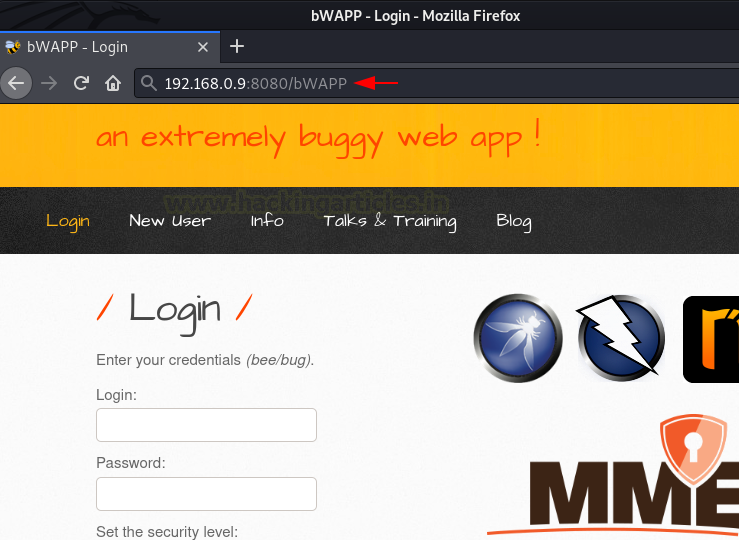 bWAPP - Login - Mozilla Firefox
bWAPP - Login
192.168.0.9:8080/bWAPP
an extremely buggy web app !
www.hackingarticles.in
Login New User Info Talks & Training Blog
/ Login /
Enter your credentials (bee/bug).
Login:
Password:
MME
Set the security level: